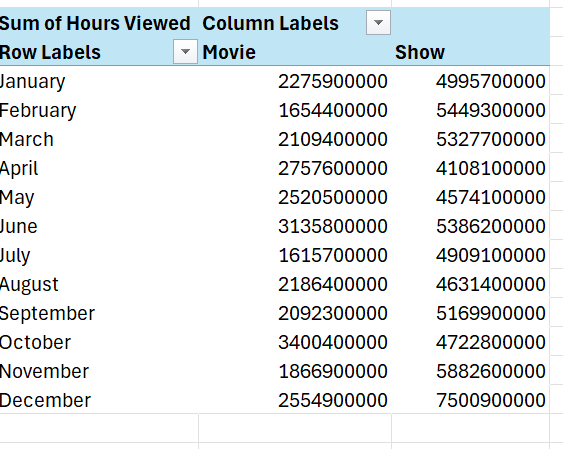 Sum of Hours Viewed Column Labels
Row Labels Movie Show
January 2275900000 4995700000
February 1654400000 5449300000
March 2109400000 5327700000
April 2757600000 4108100000
May 2520500000 4574100000
June 3135800000 5386200000
July 1615700000 4909100000
August 2186400000 4631400000
September 2092300000 5169900000
October 3400400000 4722800000
November 1866900000 5882600000
December 2554900000 7500900000